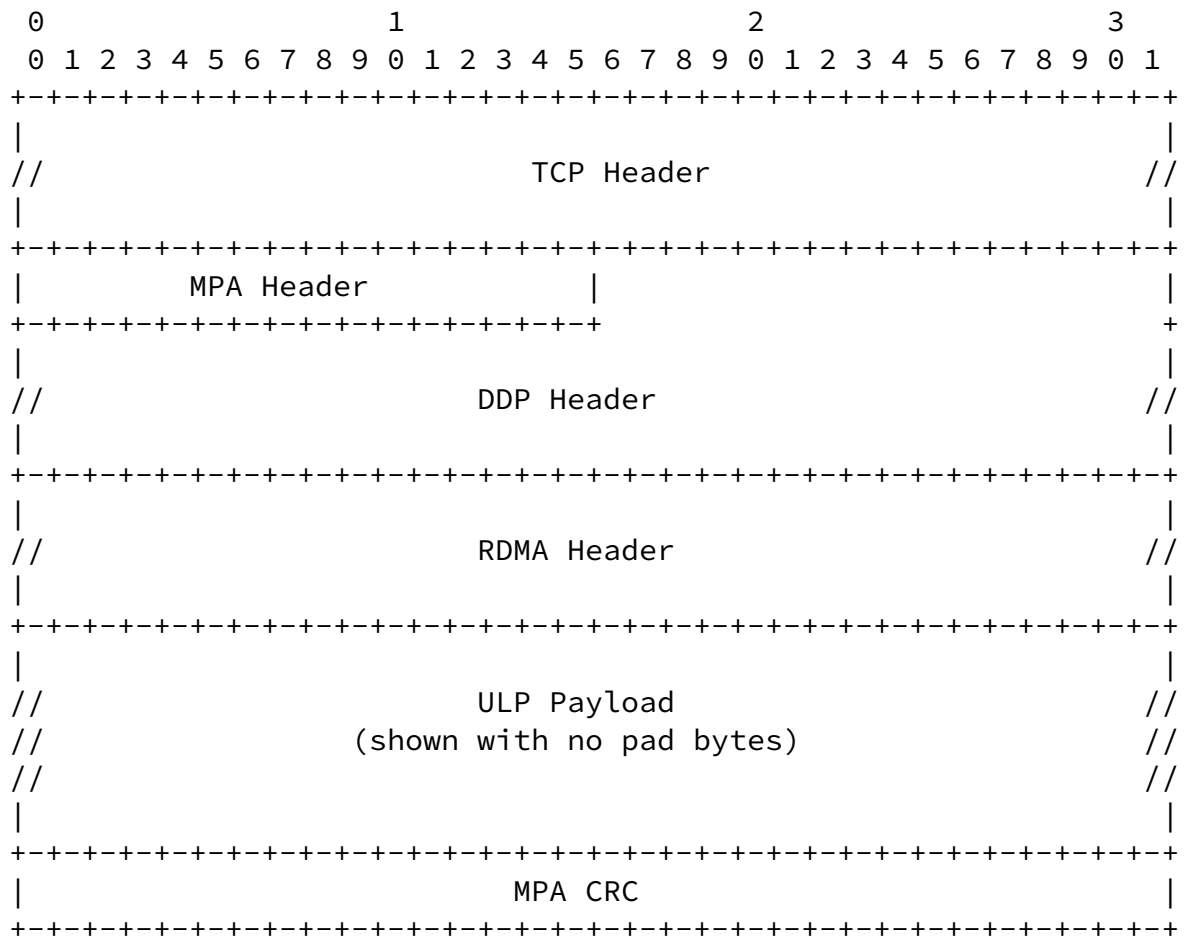 0                   1                   2                   3
 0 1 2 3 4 5 6 7 8 9 0 1 2 3 4 5 6 7 8 9 0 1 2 3 4 5 6 7 8 9 0 1
+-+-+-+-+-+-+-+-+-+-+-+-+-+-+-+-+-+-+-+-+-+-+-+-+-+-+-+-+-+-+-+-+
|                                                               |
//                           TCP Header                        //
|                                                               |
+-+-+-+-+-+-+-+-+-+-+-+-+-+-+-+-+-+-+-+-+-+-+-+-+-+-+-+-+-+-+-+-+
|         MPA Header            |                               |
+-+-+-+-+-+-+-+-+-+-+-+-+-+-+-+-+                               +
|                                                               |
//                        DDP Header                           //
|                                                               |
+-+-+-+-+-+-+-+-+-+-+-+-+-+-+-+-+-+-+-+-+-+-+-+-+-+-+-+-+-+-+-+-+
|                                                               |
//                        RDMA Header                          //
|                                                               |
+-+-+-+-+-+-+-+-+-+-+-+-+-+-+-+-+-+-+-+-+-+-+-+-+-+-+-+-+-+-+-+-+
|                                                               |
//                        ULP Payload                          //
//                 (shown with no pad bytes)                   //
//                                                             //
|                                                               |
+-+-+-+-+-+-+-+-+-+-+-+-+-+-+-+-+-+-+-+-+-+-+-+-+-+-+-+-+-+-+-+-+
|                           MPA CRC                             |
+-+-+-+-+-+-+-+-+-+-+-+-+-+-+-+-+-+-+-+-+-+-+-+-+-+-+-+-+-+-+-+-+